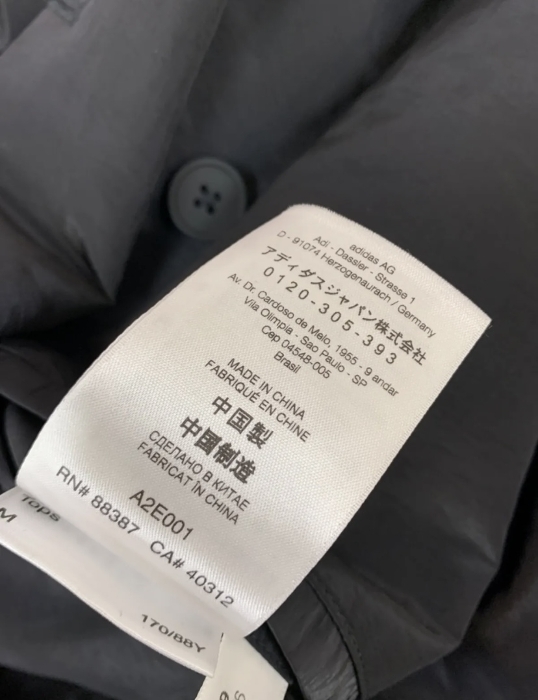 adidas AG
Adi - Dassler - Strasse 1
D - 91074 Herzogenaurach / Germany
アディダスジャパン株式会社
0120-305-393
Av. Dr. Cardoso de Melo, 1955 - 9 andar
Vila Olimpia - Sao Paulo - SP
Cep 04548-005
Brasil
MADE IN CHINA
FABRIQUÉ EN CHINE
中国製
中国制造
СДЕЛАНО В КИТАЕ
FABRICAT ÎN CHINA
A2E001
RN# 88387 CA# 40312
Tops
M
170/88Y